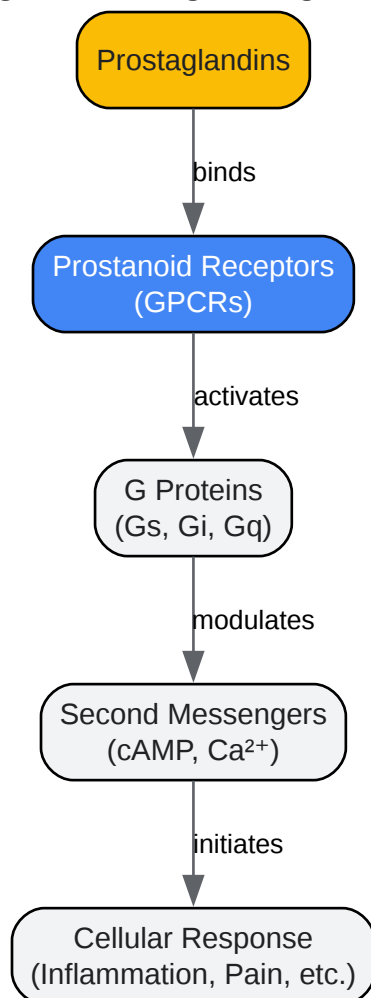 Prostaglandins
binds
Prostanoid Receptors
(GPCRs)
activates
G Proteins
(Gs, Gi, Gq)
modulates
Second Messengers
(cAMP, Ca²⁺)
initiates
Cellular Response
(Inflammation, Pain, etc.)